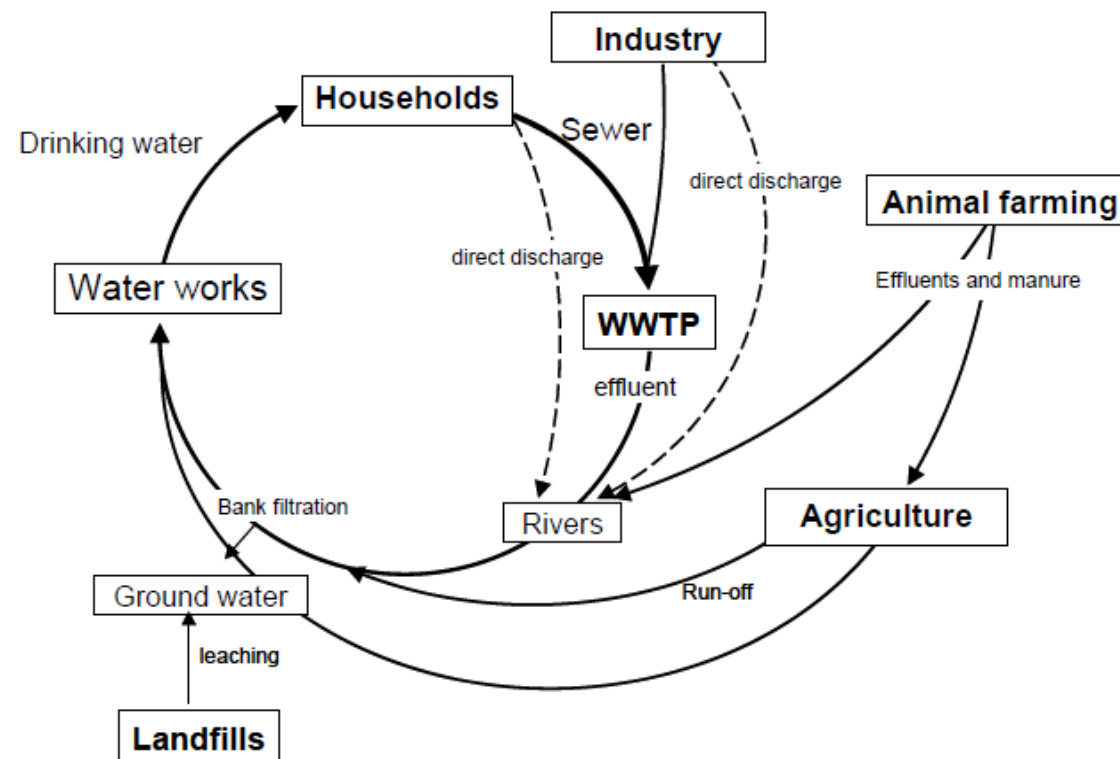 Industry
Households
Sewer
Drinking water
direct discharge
Animal farming
direct discharge
Effluents and manure
Water works
WWTP
effluent
Bank filtration
Rivers
Agriculture
Ground water
Run-off
leaching
Landfills